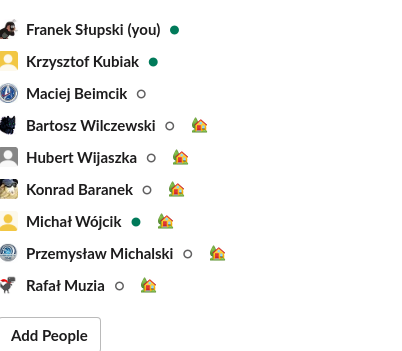 Franek Słupski (you)
Krzysztof Kubiak
Maciej Beimcik
Bartosz Wilczewski
Hubert Wijaszka
Konrad Baranek
Michał Wójcik
Przemysław Michalski
Rafał Muzia
Add People